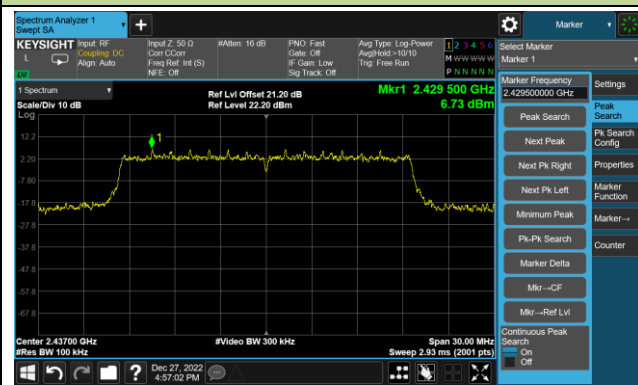 Spectrum Analyzer 1
Swept SA
Marker
KEYSIGHT
L
LNI
Input: RF
Coupling: DC
Align: Auto
Input Z: 50 Ω
Corr CCorr
Freq Ref: Int (S)
NFE: Off
#Atten: 16 dB
PNO: Fast
Gate: Off
IF Gain: Low
Sig Track: Off
Avg Type: Log-Power
Avg|Hold:>10/10
Trig: Free Run
1 2 3 4 5 6
M W W W W W
P N N N N N
Select Marker
Marker 1
1 Spectrum
Scale/Div 10 dB
Log
Ref Lvl Offset 21.20 dB
Ref Level 22.20 dBm
Mkr1 2.429 500 GHz
6.73 dBm
12.2
2.20
-7.80
-17.8
-27.8
-37.8
-47.8
-57.8
-67.8
1
Center 2.43700 GHz
#Res BW 100 kHz
#Video BW 300 kHz
Span 30.00 MHz
Sweep 2.93 ms (2001 pts)
Marker Frequency
2.429500000 GHz
Peak Search
Next Peak
Next Pk Right
Next Pk Left
Minimum Peak
Pk-Pk Search
Marker Delta
Mkr→CF
Mkr→Ref Lvl
Continuous Peak
Search
On
Off
Settings
Peak
Search
Pk Search
Config
Properties
Marker
Function
Marker→
Counter
Dec 27, 2022
4:57:02 PM